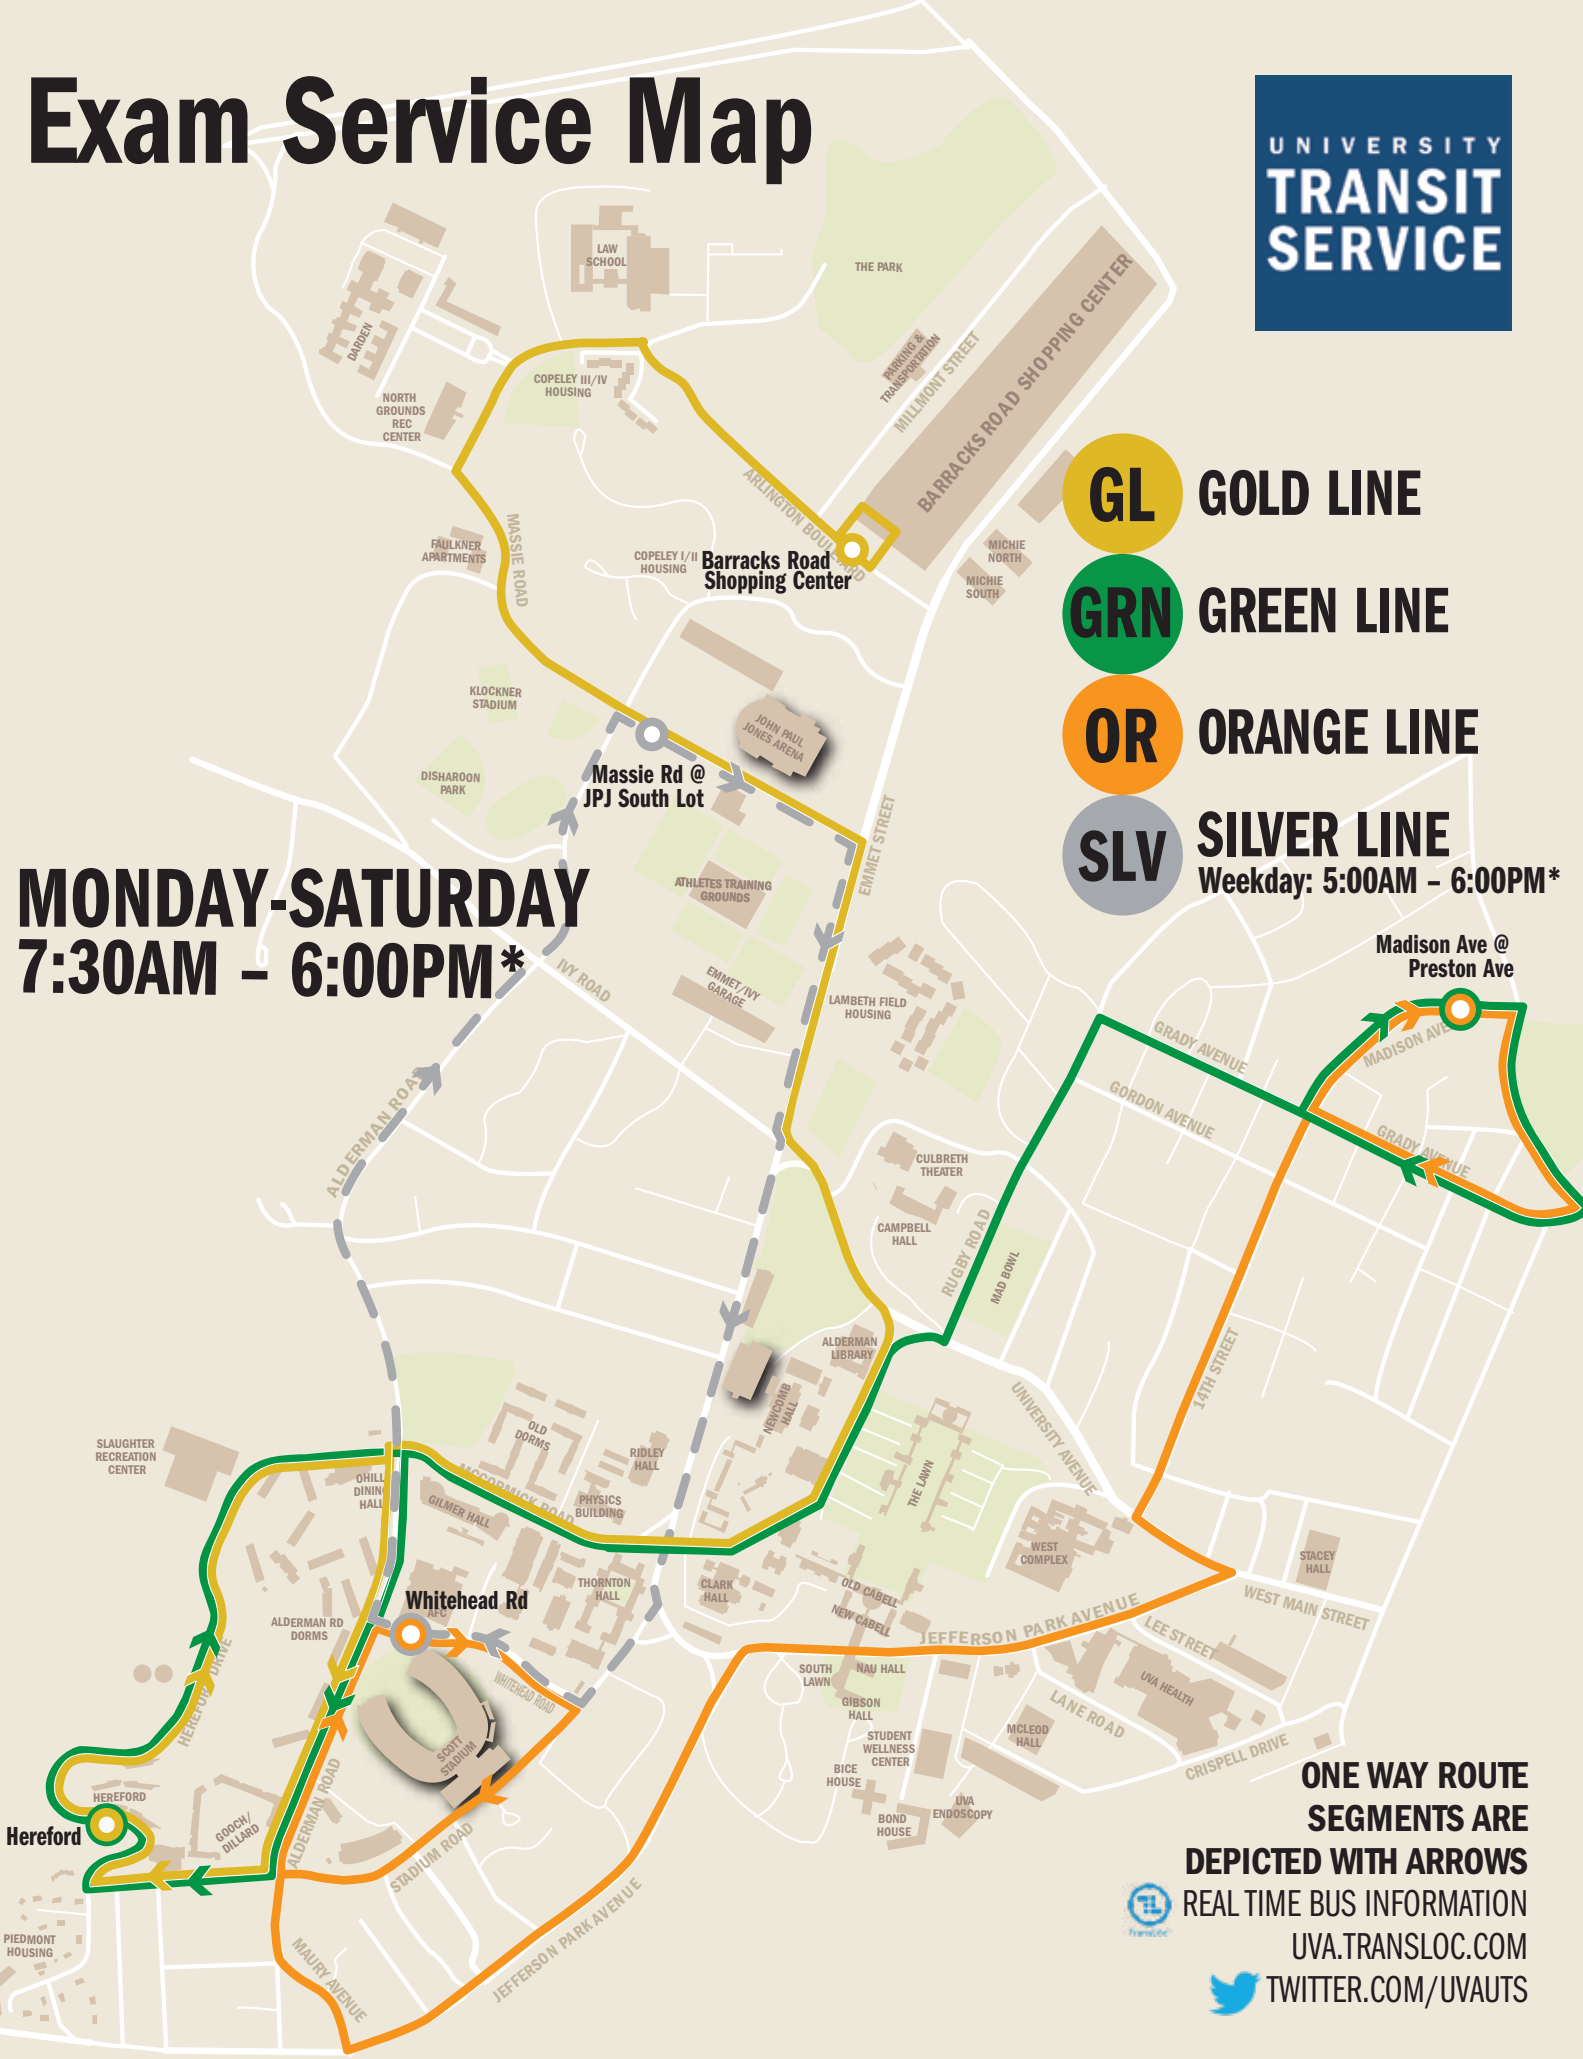 Exam Service Map
UNIVERSITY
TRANSIT
SERVICE
LAW
SCHOOL
THE PARK
DARDEN
PARKING &
TRANSPORTATION
MILLMONT STREET
BARRACKS ROAD SHOPPING CENTER
COPELEY III/IV
HOUSING
NORTH
GROUNDS
REC
CENTER
ARLINGTON BOULEVARD
GL
GOLD LINE
MASSIE ROAD
FAULKNER
APARTMENTS
COPELEY I/II
HOUSING
Barracks Road
Shopping Center
MICHIE
NORTH
MICHIE
SOUTH
GRN
GREEN LINE
KLOCKNER
STADIUM
JOHN PAUL
JONES ARENA
OR
ORANGE LINE
DISHAROON
PARK
Massie Rd @
JPJ South Lot
EMMET STREET
SLV
SILVER LINE
Weekday: 5:00AM – 6:00PM*
MONDAY-SATURDAY
7:30AM – 6:00PM*
ATHLETES TRAINING
GROUNDS
IVY ROAD
EMMET/IVY
GARAGE
LAMBETH FIELD
HOUSING
Madison Ave @
Preston Ave
MADISON AVE
GRADY AVENUE
GORDON AVENUE
GRADY AVENUE
ALDERMAN ROAD
CULBRETH
THEATER
CAMPBELL
HALL
RUGBY ROAD
MAD BOWL
ALDERMAN
LIBRARY
NEWCOMB
HALL
UNIVERSITY AVENUE
14TH STREET
SLAUGHTER
RECREATION
CENTER
OLD
DORMS
RIDLEY
HALL
OHILL
DINING
HALL
MCCORMICK ROAD
GILMER HALL
PHYSICS
BUILDING
THE LAWN
WEST
COMPLEX
STACEY
HALL
THORNTON
HALL
CLARK
HALL
OLD CABELL
NEW CABELL
WEST MAIN STREET
Whitehead Rd
AFC
ALDERMAN RD
DORMS
JEFFERSON PARK AVENUE
LEE STREET
HEREFORD DRIVE
WHITEHEAD ROAD
SOUTH
LAWN
NAU HALL
GIBSON
HALL
UVA HEALTH
LANE ROAD
MCLEOD
HALL
CRISPELL DRIVE
SCOTT
STADIUM
STUDENT
WELLNESS
CENTER
BICE
HOUSE
BOND
HOUSE
UVA
ENDOSCOPY
HEREFORD
Hereford
GOOCH/
DILLARD
ALDERMAN ROAD
STADIUM ROAD
PIEDMONT
HOUSING
MAURY AVENUE
JEFFERSON PARK AVENUE
ONE WAY ROUTE
SEGMENTS ARE
DEPICTED WITH ARROWS
TransLoc
REAL TIME BUS INFORMATION
UVA.TRANSLOC.COM
TWITTER.COM/UVAUTS